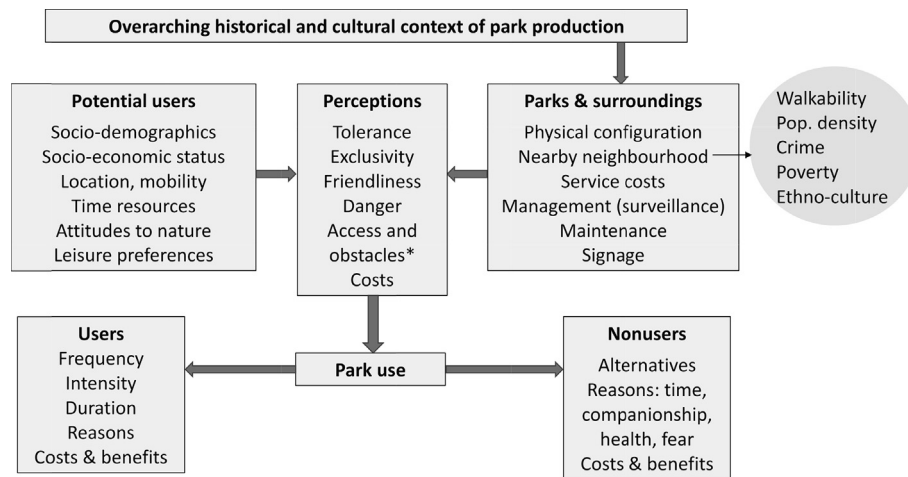 Overarching historical and cultural context of park production
Potential users
Socio-demographics
Socio-economic status
Location, mobility
Time resources
Attitudes to nature
Leisure preferences
Perceptions
Tolerance
Exclusivity
Friendliness
Danger
Access and
obstacles*
Costs
Parks & surroundings
Physical configuration
Nearby neighbourhood
Service costs
Management (surveillance)
Maintenance
Signage
Walkability
Pop. density
Crime
Poverty
Ethno-culture
Users
Frequency
Intensity
Duration
Reasons
Costs & benefits
Park use
Nonusers
Alternatives
Reasons: time,
companionship,
health, fear
Costs & benefits